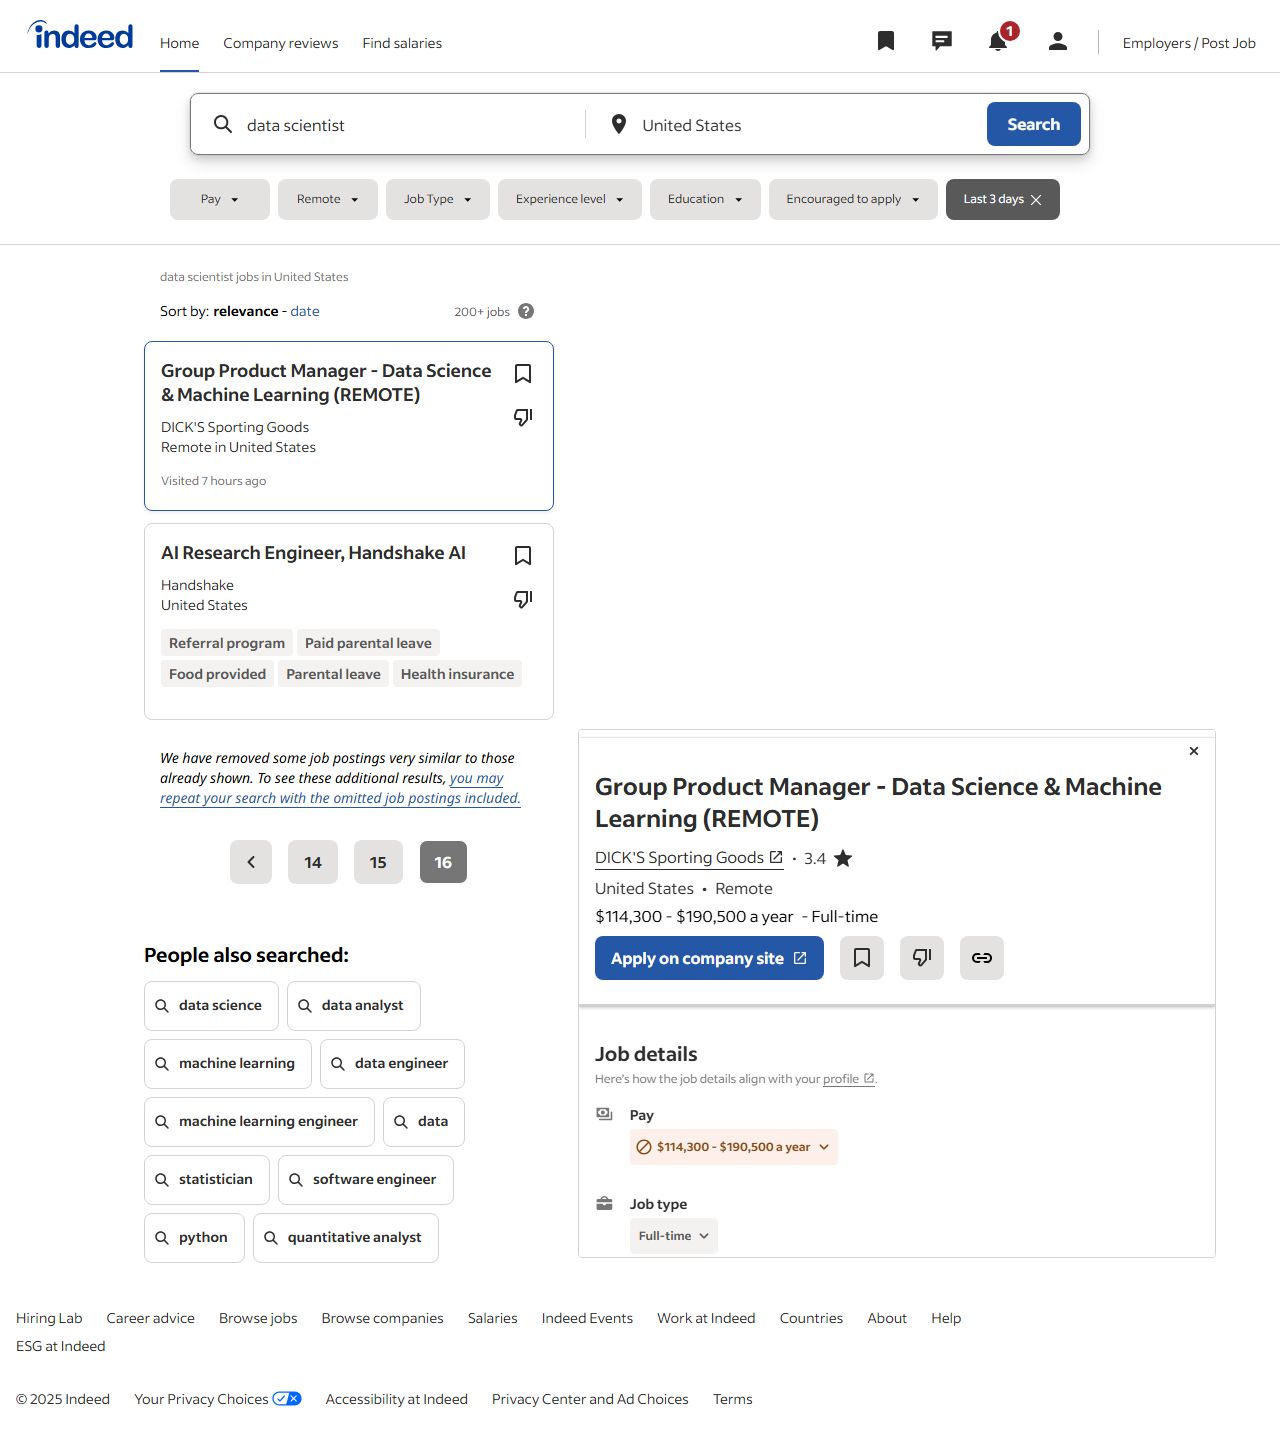 indeed
Home Company reviews Find salaries
1
Employers / Post Job
data scientist United States Search
Pay Remote Job Type Experience level Education Encouraged to apply Last 3 days
data scientist jobs in United States
Sort by: relevance - date 200+ jobs
Group Product Manager - Data Science
& Machine Learning (REMOTE)
DICK'S Sporting Goods
Remote in United States
Visited 7 hours ago
AI Research Engineer, Handshake AI
Handshake
United States
Referral program Paid parental leave
Food provided Parental leave Health insurance
We have removed some job postings very similar to those
already shown. To see these additional results, you may
repeat your search with the omitted job postings included.
14 15 16
People also searched:
data science data analyst
machine learning data engineer
machine learning engineer data
statistician software engineer
python quantitative analyst
Group Product Manager - Data Science & Machine
Learning (REMOTE)
DICK'S Sporting Goods • 3.4
United States • Remote
$114,300 - $190,500 a year - Full-time
Apply on company site
Job details
Here's how the job details align with your profile.
Pay
$114,300 - $190,500 a year
Job type
Full-time
Hiring Lab Career advice Browse jobs Browse companies Salaries Indeed Events Work at Indeed Countries About Help
ESG at Indeed
© 2025 Indeed Your Privacy Choices Accessibility at Indeed Privacy Center and Ad Choices Terms